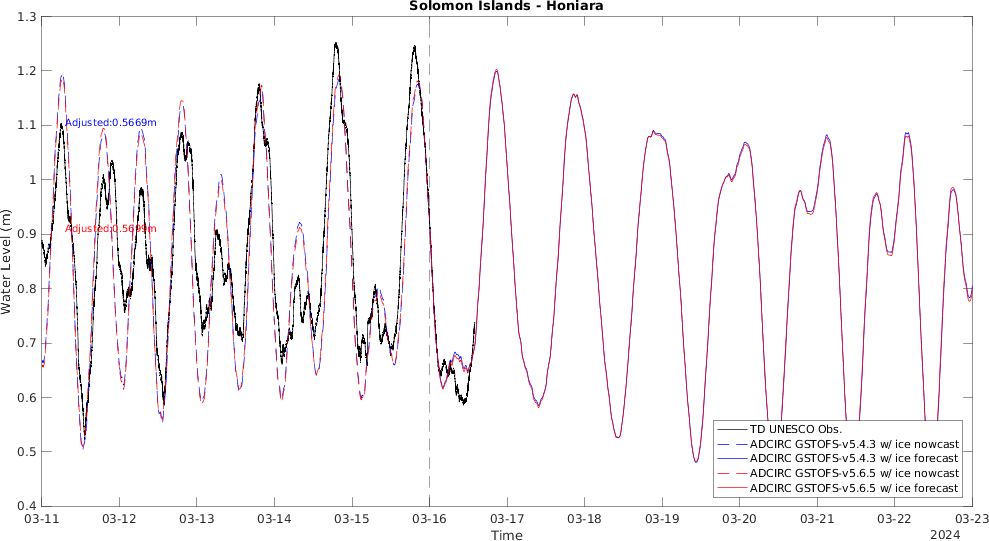 Solomon Islands - Honiara
1.3
1.2
1.1
1
0.9
0.8
0.7
0.6
0.5
0.4
Water Level (m)
Adjusted:0.5669m
Adjusted:0.5699m
TD UNESCO Obs.
ADCIRC GSTOFS-v5.4.3 w/ ice nowcast
ADCIRC GSTOFS-v5.4.3 w/ ice forecast
ADCIRC GSTOFS-v5.6.5 w/ ice nowcast
ADCIRC GSTOFS-v5.6.5 w/ ice forecast
03-11 03-12 03-13 03-14 03-15 03-16 03-17 03-18 03-19 03-20 03-21 03-22 03-23
Time
2024